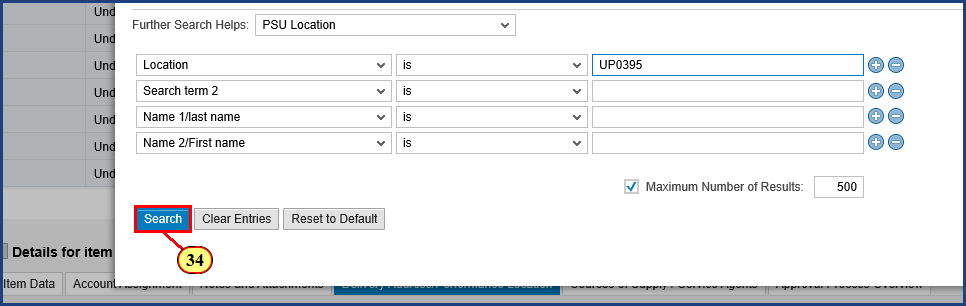 Und
Further Search Helps: PSU Location
Und
Und
Location is UP0395
Und
Search term 2 is
Und
Name 1/last name is
Und
Name 2/First name is
Und
Maximum Number of Results: 500
Search Clear Entries Reset to Default
34
Details for item
Item Data Account Assignment Notes and Attachments Delivery Address/Performance Location Sources of Supply / Service Agents Approval Process Overview